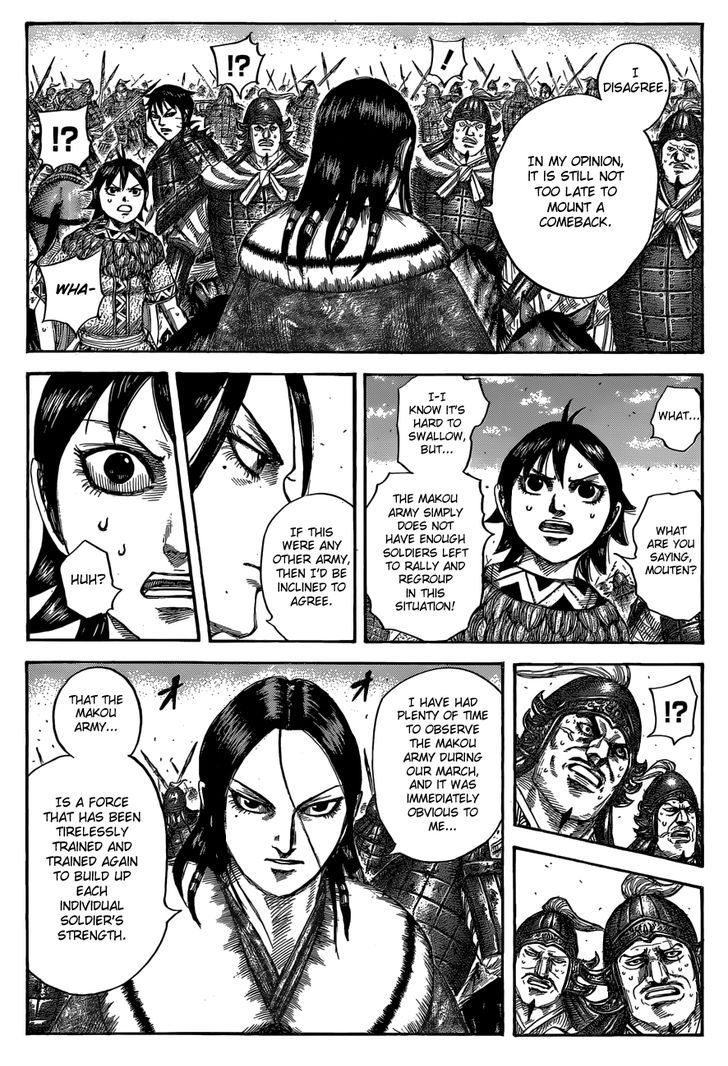 I
DISAGREE.
IN MY OPINION,
IT IS STILL NOT
TOO LATE TO
MOUNT A
COMEBACK.
!
!?
!?
WHA-
WHAT...
WHAT
ARE YOU
SAYING,
MOUTEN?
I-I
KNOW IT'S
HARD TO
SWALLOW,
BUT...
THE MAKOU
ARMY SIMPLY
DOES NOT
HAVE ENOUGH
SOLDIERS LEFT
TO RALLY AND
REGROUP
IN THIS
SITUATION!
IF THIS
WERE ANY
OTHER ARMY,
THEN I'D BE
INCLINED TO
AGREE.
HUH?
!?
I HAVE HAD
PLENTY OF TIME
TO OBSERVE
THE MAKOU
ARMY DURING
OUR MARCH,
AND IT WAS
IMMEDIATELY
OBVIOUS TO
ME...
THAT THE
MAKOU
ARMY...
IS A FORCE
THAT HAS BEEN
TIRELESSLY
TRAINED AND
TRAINED AGAIN
TO BUILD UP
EACH
INDIVIDUAL
SOLDIER'S
STRENGTH.